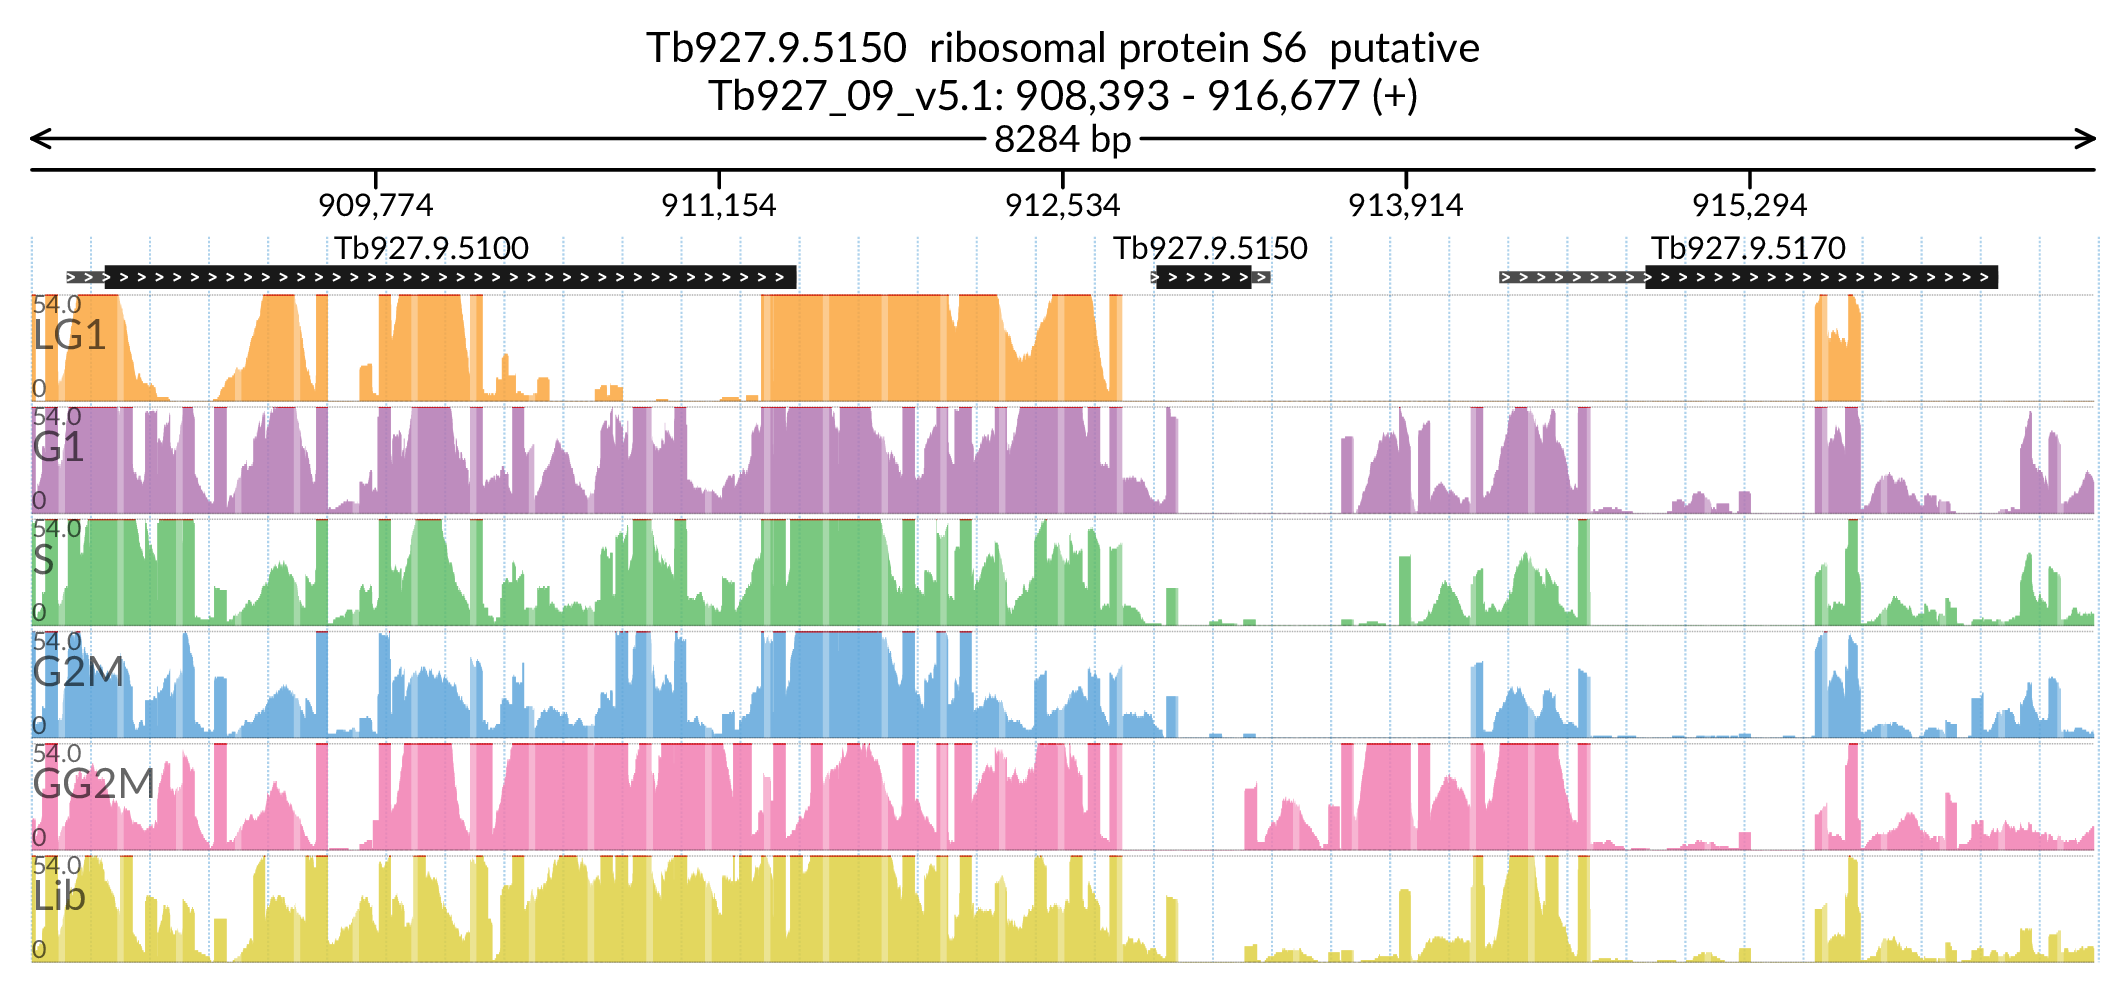 Tb927.9.5150  ribosomal protein S6  putative
Tb927_09_v5.1: 908,393 - 916,677 (+)
8284 bp
909,774 911,154 912,534 913,914 915,294
Tb927.9.5100 Tb927.9.5150 Tb927.9.5170
54.0
LG1
0
54.0
G1
0
54.0
S
0
54.0
G2M
0
54.0
GG2M
0
54.0
Lib
0